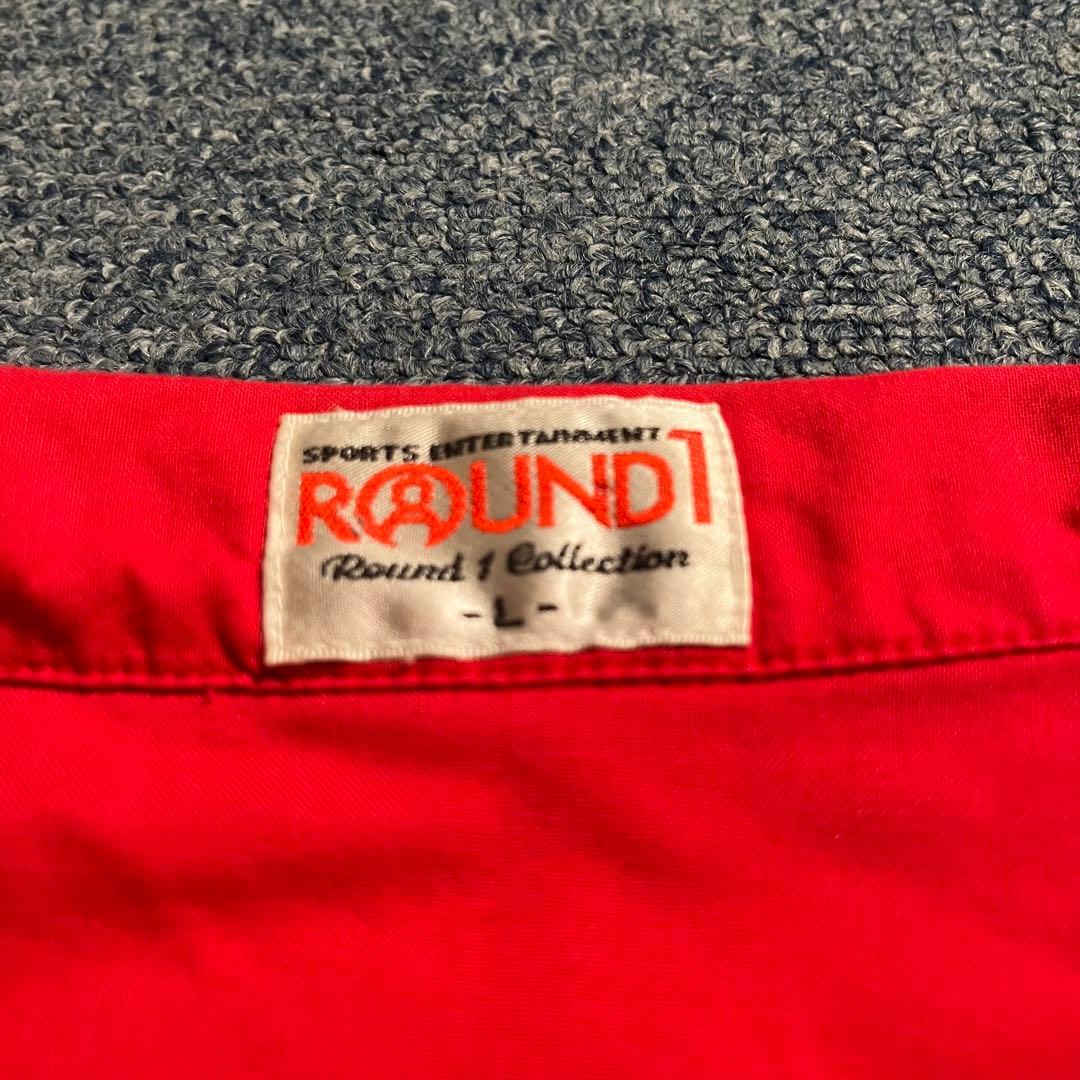 SPORTS ENTERTAINMENT
ROUND1
Round 1 Collection
- L -